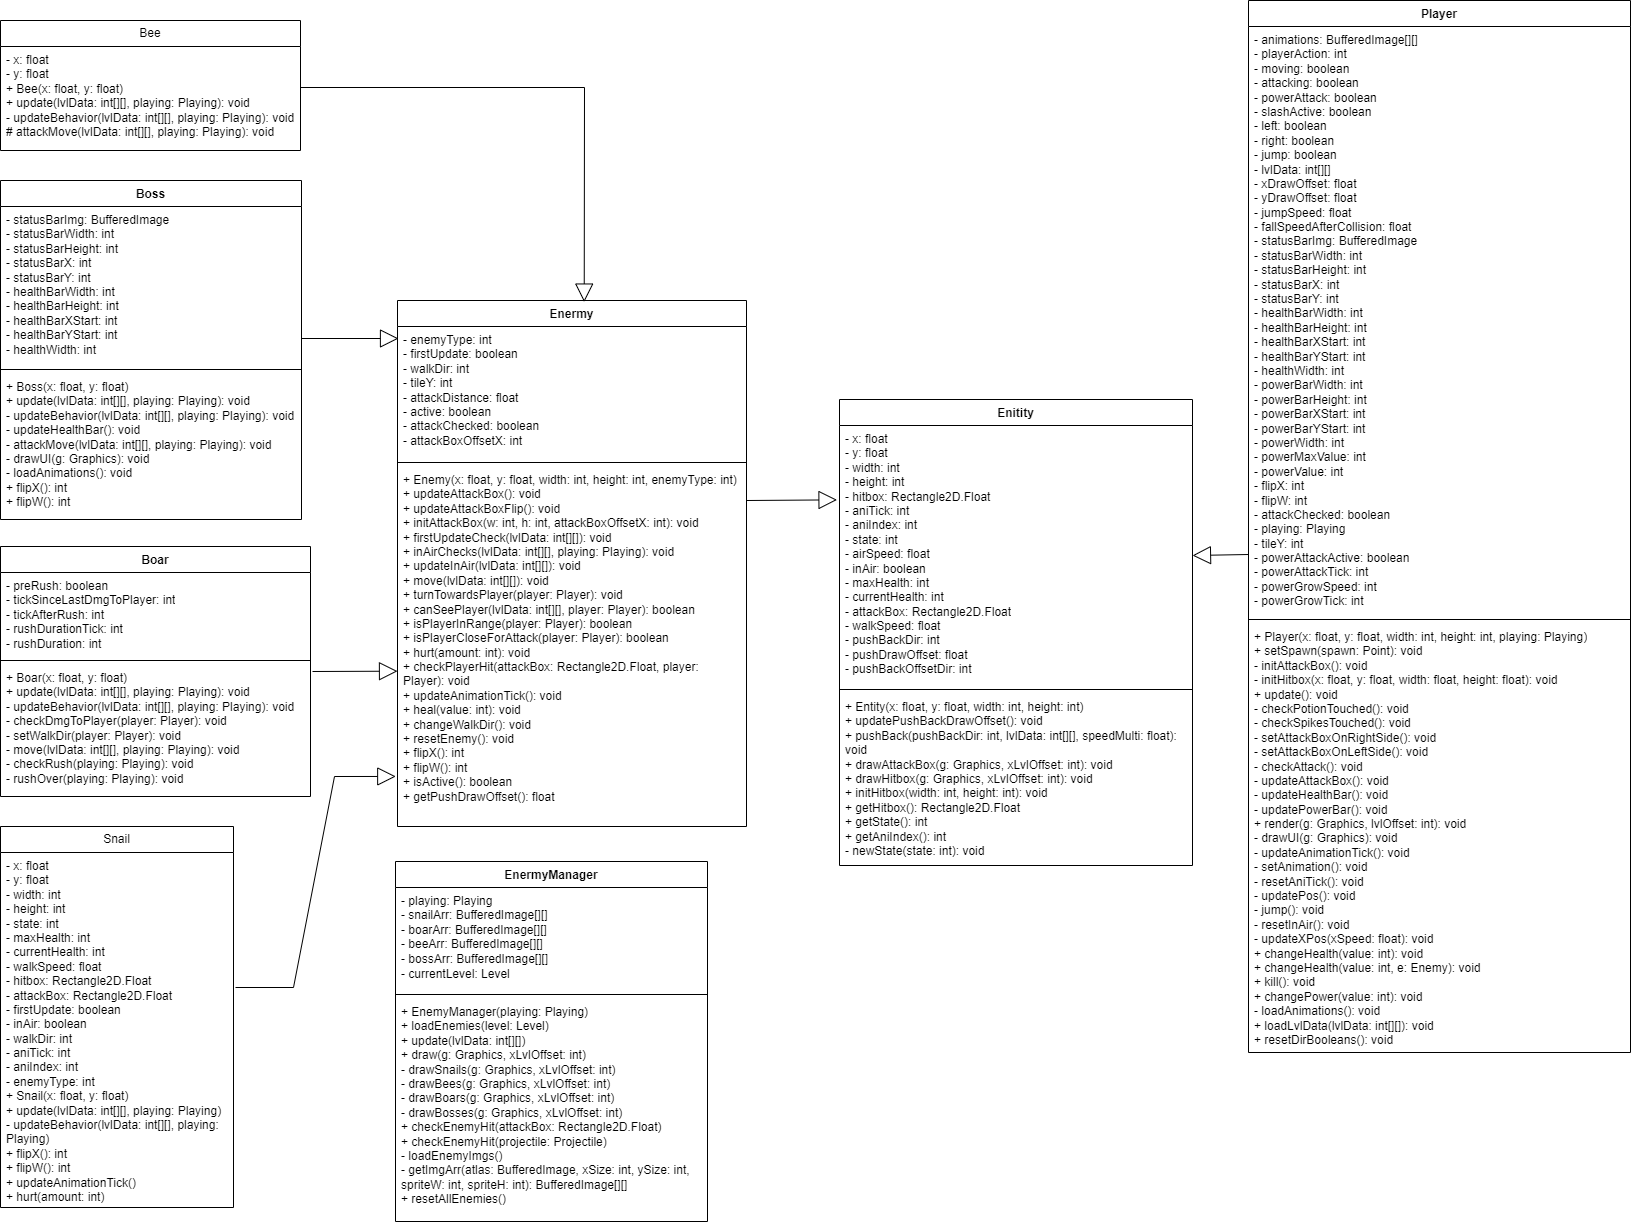 Bee
- x: float
- y: float
+ Bee(x: float, y: float)
+ update(lvlData: int[][], playing: Playing): void
- updateBehavior(lvlData: int[][], playing: Playing): void
# attackMove(lvlData: int[][], playing: Playing): void
Boss
- statusBarImg: BufferedImage
- statusBarWidth: int
- statusBarHeight: int
- statusBarX: int
- statusBarY: int
- healthBarWidth: int
- healthBarHeight: int
- healthBarXStart: int
- healthBarYStart: int
- healthWidth: int
+ Boss(x: float, y: float)
+ update(lvlData: int[][], playing: Playing): void
- updateBehavior(lvlData: int[][], playing: Playing): void
- updateHealthBar(): void
- attackMove(lvlData: int[][], playing: Playing): void
- drawUI(g: Graphics): void
- loadAnimations(): void
+ flipX(): int
+ flipW(): int
Boar
- preRush: boolean
- tickSinceLastDmgToPlayer: int
- tickAfterRush: int
- rushDurationTick: int
- rushDuration: int
+ Boar(x: float, y: float)
+ update(lvlData: int[][], playing: Playing): void
- updateBehavior(lvlData: int[][], playing: Playing): void
- checkDmgToPlayer(player: Player): void
- setWalkDir(player: Player): void
- move(lvlData: int[][], playing: Playing): void
- checkRush(playing: Playing): void
- rushOver(playing: Playing): void
Snail
- x: float
- y: float
- width: int
- height: int
- state: int
- maxHealth: int
- currentHealth: int
- walkSpeed: float
- hitbox: Rectangle2D.Float
- attackBox: Rectangle2D.Float
- firstUpdate: boolean
- inAir: boolean
- walkDir: int
- aniTick: int
- aniIndex: int
- enemyType: int
+ Snail(x: float, y: float)
+ update(lvlData: int[][], playing: Playing)
- updateBehavior(lvlData: int[][], playing:
Playing)
+ flipX(): int
+ flipW(): int
+ updateAnimationTick()
+ hurt(amount: int)
Enermy
- enemyType: int
- firstUpdate: boolean
- walkDir: int
- tileY: int
- attackDistance: float
- active: boolean
- attackChecked: boolean
- attackBoxOffsetX: int
+ Enemy(x: float, y: float, width: int, height: int, enemyType: int)
+ updateAttackBox(): void
+ updateAttackBoxFlip(): void
+ initAttackBox(w: int, h: int, attackBoxOffsetX: int): void
+ firstUpdateCheck(lvlData: int[][]): void
+ inAirChecks(lvlData: int[][], playing: Playing): void
+ updateInAir(lvlData: int[][]): void
+ move(lvlData: int[][]): void
+ turnTowardsPlayer(player: Player): void
+ canSeePlayer(lvlData: int[][], player: Player): boolean
+ isPlayerInRange(player: Player): boolean
+ isPlayerCloseForAttack(player: Player): boolean
+ hurt(amount: int): void
+ checkPlayerHit(attackBox: Rectangle2D.Float, player:
Player): void
+ updateAnimationTick(): void
+ heal(value: int): void
+ changeWalkDir(): void
+ resetEnemy(): void
+ flipX(): int
+ flipW(): int
+ isActive(): boolean
+ getPushDrawOffset(): float
EnermyManager
- playing: Playing
- snailArr: BufferedImage[][]
- boarArr: BufferedImage[][]
- beeArr: BufferedImage[][]
- bossArr: BufferedImage[][]
- currentLevel: Level
+ EnemyManager(playing: Playing)
+ loadEnemies(level: Level)
+ update(lvlData: int[][])
+ draw(g: Graphics, xLvlOffset: int)
- drawSnails(g: Graphics, xLvlOffset: int)
- drawBees(g: Graphics, xLvlOffset: int)
- drawBoars(g: Graphics, xLvlOffset: int)
- drawBosses(g: Graphics, xLvlOffset: int)
+ checkEnemyHit(attackBox: Rectangle2D.Float)
+ checkEnemyHit(projectile: Projectile)
- loadEnemyImgs()
- getImgArr(atlas: BufferedImage, xSize: int, ySize: int,
spriteW: int, spriteH: int): BufferedImage[][]
+ resetAllEnemies()
Enitity
- x: float
- y: float
- width: int
- height: int
- hitbox: Rectangle2D.Float
- aniTick: int
- aniIndex: int
- state: int
- airSpeed: float
- inAir: boolean
- maxHealth: int
- currentHealth: int
- attackBox: Rectangle2D.Float
- walkSpeed: float
- pushBackDir: int
- pushDrawOffset: float
- pushBackOffsetDir: int
+ Entity(x: float, y: float, width: int, height: int)
+ updatePushBackDrawOffset(): void
+ pushBack(pushBackDir: int, lvlData: int[][], speedMulti: float):
void
+ drawAttackBox(g: Graphics, xLvlOffset: int): void
+ drawHitbox(g: Graphics, xLvlOffset: int): void
+ initHitbox(width: int, height: int): void
+ getHitbox(): Rectangle2D.Float
+ getState(): int
+ getAniIndex(): int
- newState(state: int): void
Player
- animations: BufferedImage[][]
- playerAction: int
- moving: boolean
- attacking: boolean
- powerAttack: boolean
- slashActive: boolean
- left: boolean
- right: boolean
- jump: boolean
- lvlData: int[][]
- xDrawOffset: float
- yDrawOffset: float
- jumpSpeed: float
- fallSpeedAfterCollision: float
- statusBarImg: BufferedImage
- statusBarWidth: int
- statusBarHeight: int
- statusBarX: int
- statusBarY: int
- healthBarWidth: int
- healthBarHeight: int
- healthBarXStart: int
- healthBarYStart: int
- healthWidth: int
- powerBarWidth: int
- powerBarHeight: int
- powerBarXStart: int
- powerBarYStart: int
- powerWidth: int
- powerMaxValue: int
- powerValue: int
- flipX: int
- flipW: int
- attackChecked: boolean
- playing: Playing
- tileY: int
- powerAttackActive: boolean
- powerAttackTick: int
- powerGrowSpeed: int
- powerGrowTick: int
+ Player(x: float, y: float, width: int, height: int, playing: Playing)
+ setSpawn(spawn: Point): void
- initAttackBox(): void
- initHitbox(x: float, y: float, width: float, height: float): void
+ update(): void
- checkPotionTouched(): void
- checkSpikesTouched(): void
- setAttackBoxOnRightSide(): void
- setAttackBoxOnLeftSide(): void
- checkAttack(): void
- updateAttackBox(): void
- updateHealthBar(): void
- updatePowerBar(): void
+ render(g: Graphics, lvlOffset: int): void
- drawUI(g: Graphics): void
- updateAnimationTick(): void
- setAnimation(): void
- resetAniTick(): void
- updatePos(): void
- jump(): void
- resetInAir(): void
- updateXPos(xSpeed: float): void
+ changeHealth(value: int): void
+ changeHealth(value: int, e: Enemy): void
+ kill(): void
+ changePower(value: int): void
- loadAnimations(): void
+ loadLvlData(lvlData: int[][]): void
+ resetDirBooleans(): void